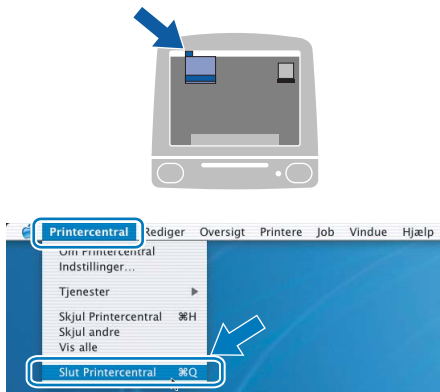 Printercentral Rediger Oversigt Printere Job Vindue Hjælp
Om Printercentral
Indstillinger...
Tjenester
Skjul Printercentral ⌘H
Skjul andre
Vis alle
Slut Printercentral ⌘Q